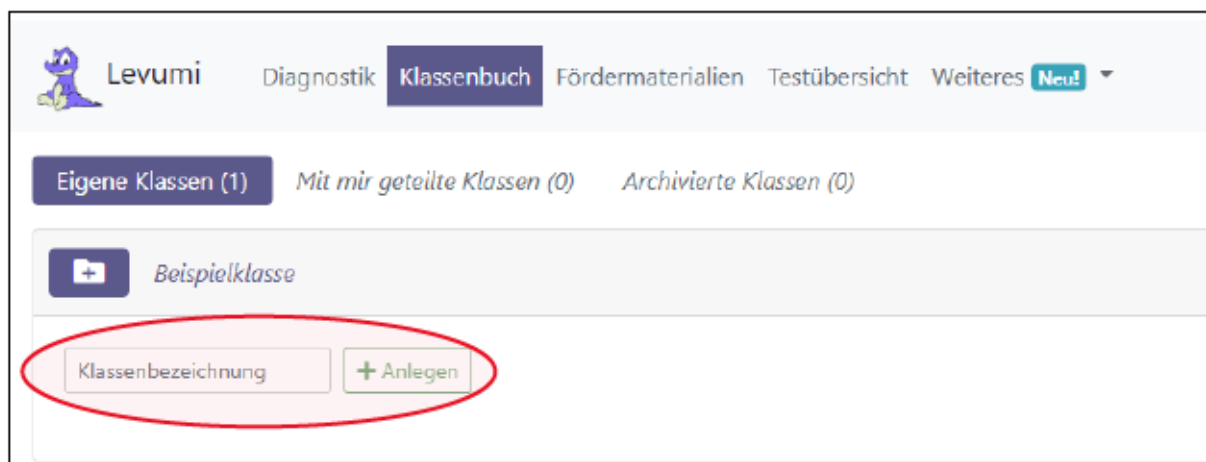 Levumi Diagnostik Klassenbuch Fördermaterialien Testübersicht Weiteres Neu!
Eigene Klassen (1) Mit mir geteilte Klassen (0) Archivierte Klassen (0)
Beispielklasse
Klassenbezeichnung + Anlegen